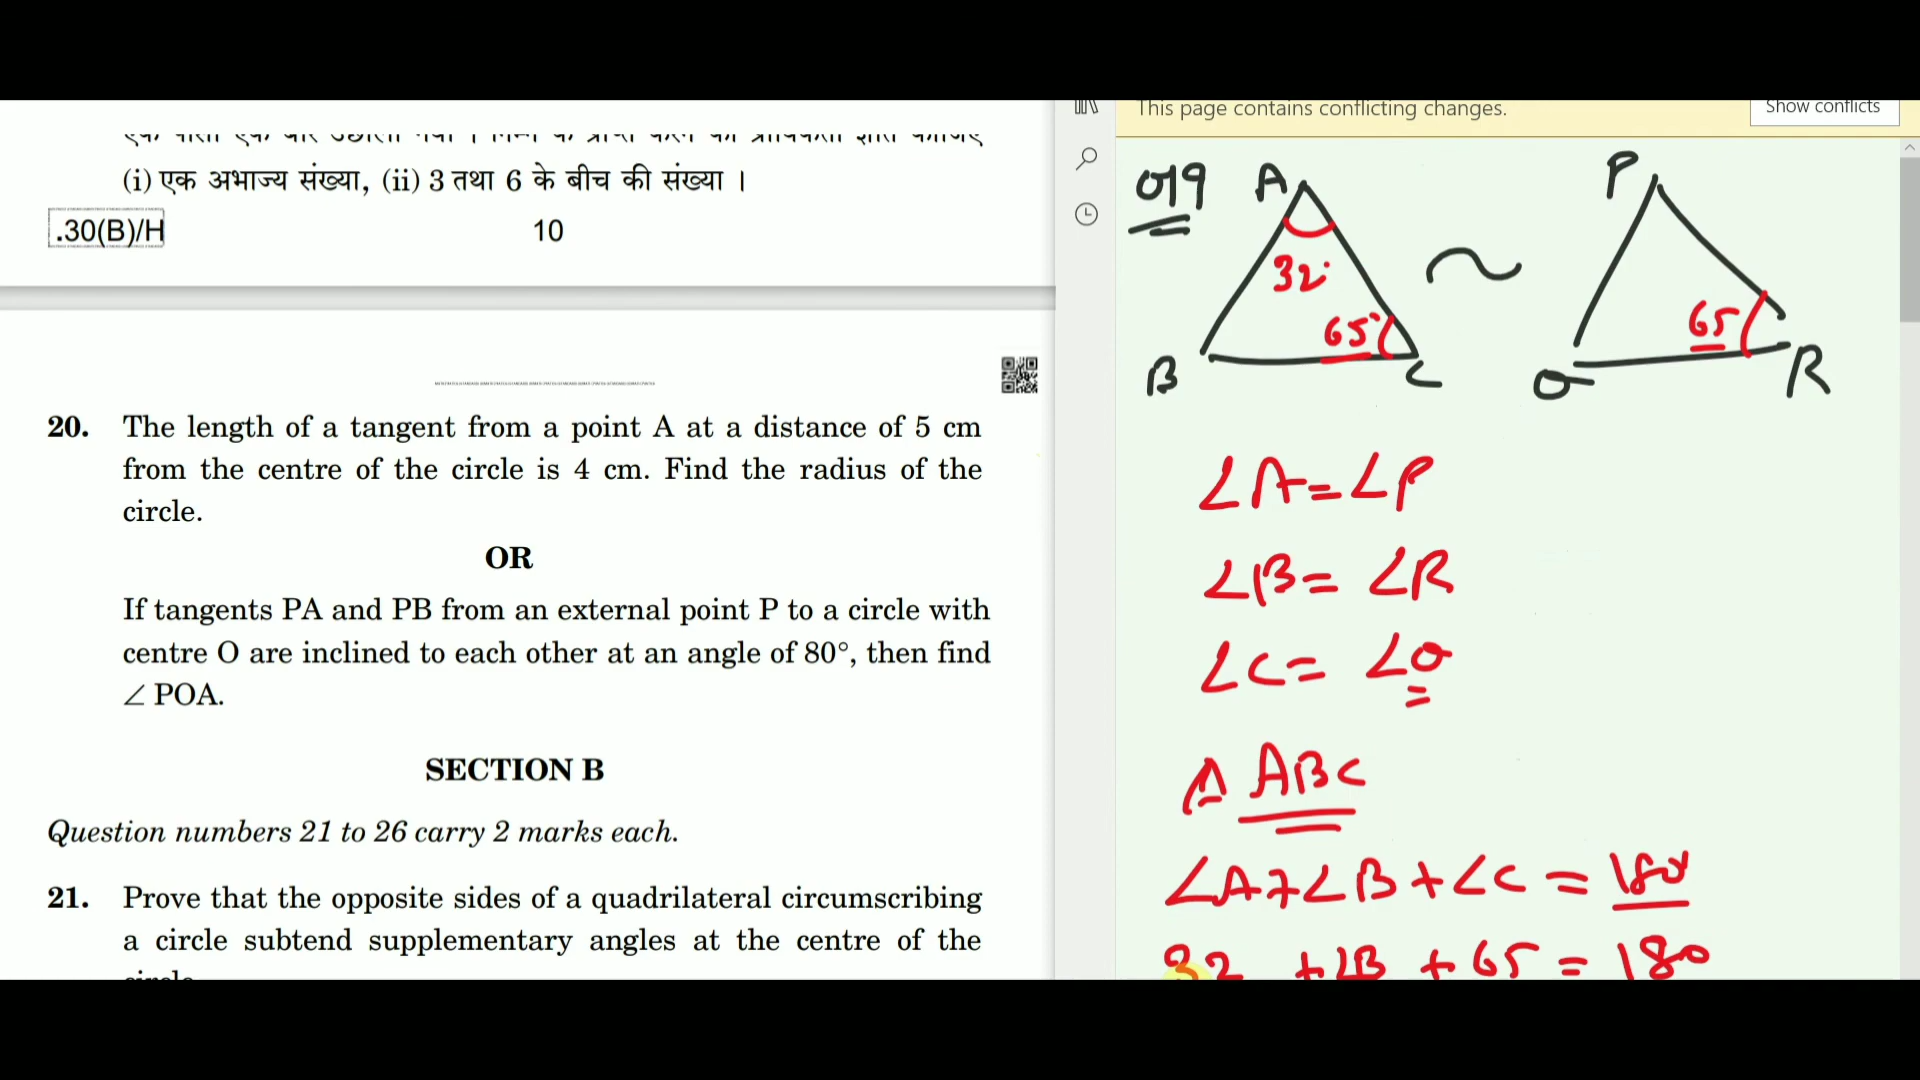 (i) एक अभाज्य संख्या, (ii) 3 तथा 6 के बीच की संख्या ।
.30(B)/H
10
20. The length of a tangent from a point A at a distance of 5 cm
from the centre of the circle is 4 cm. Find the radius of the
circle.
OR
If tangents PA and PB from an external point P to a circle with
centre O are inclined to each other at an angle of 80°, then find
∠ POA.
SECTION B
Question numbers 21 to 26 carry 2 marks each.
21. Prove that the opposite sides of a quadrilateral circumscribing
a circle subtend supplementary angles at the centre of the
This page contains conflicting changes.
Show conflicts
019
A
32°
65°
B
C
~
P
65
Q
R
∠A=∠P
∠B=∠R
∠C=∠Q
Δ ABC
∠A+∠B+∠C=180
32 +∠B + 65 = 180